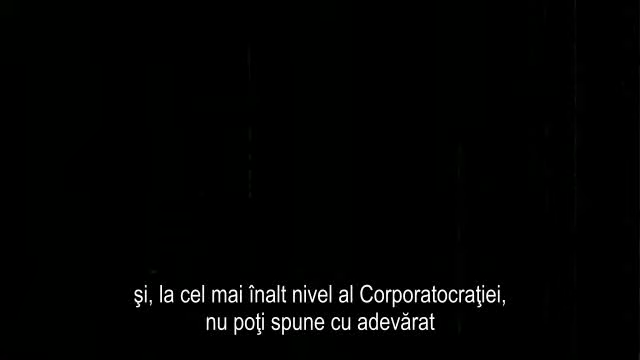 şi, la cel mai înalt nivel al Corporatocraţiei,
nu poţi spune cu adevărat